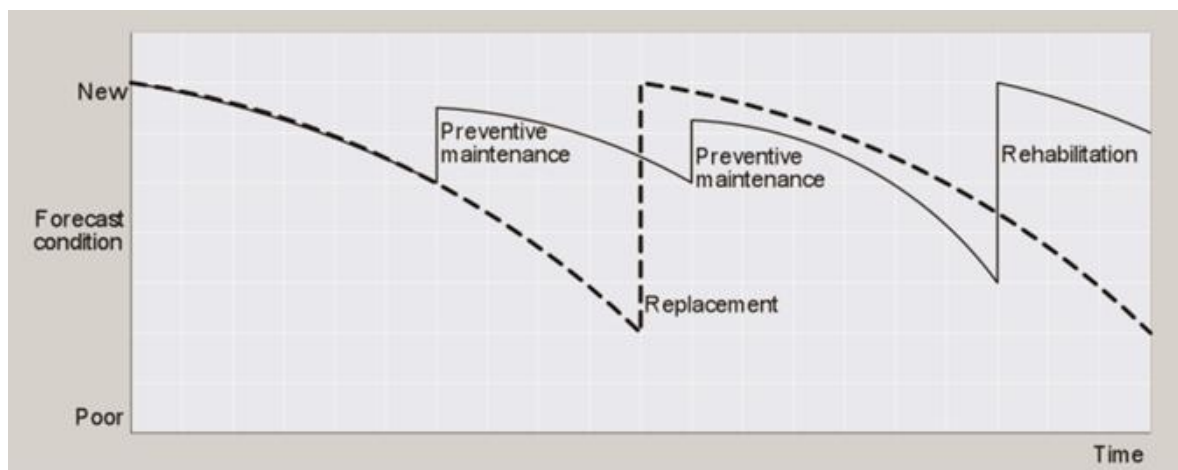 New
Preventive
maintenance
Preventive
maintenance
Rehabilitation
Forecast
condition
Replacement
Poor
Time